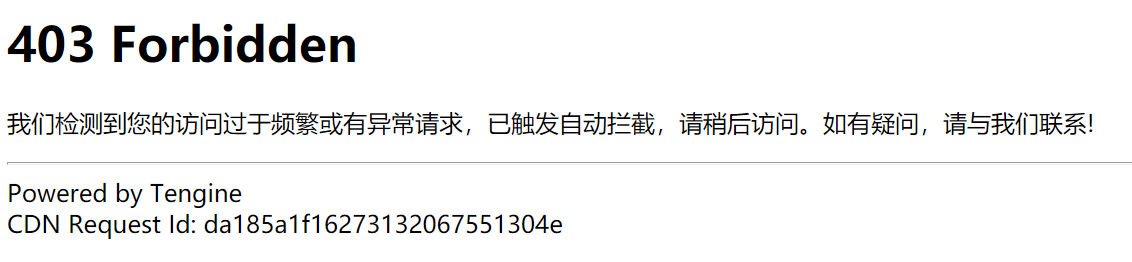 403 Forbidden
我们检测到您的访问过于频繁或有异常请求，已触发自动拦截，请稍后访问。如有疑问，请与我们联系!
Powered by Tengine
CDN Request Id: da185a1f16273132067551304e